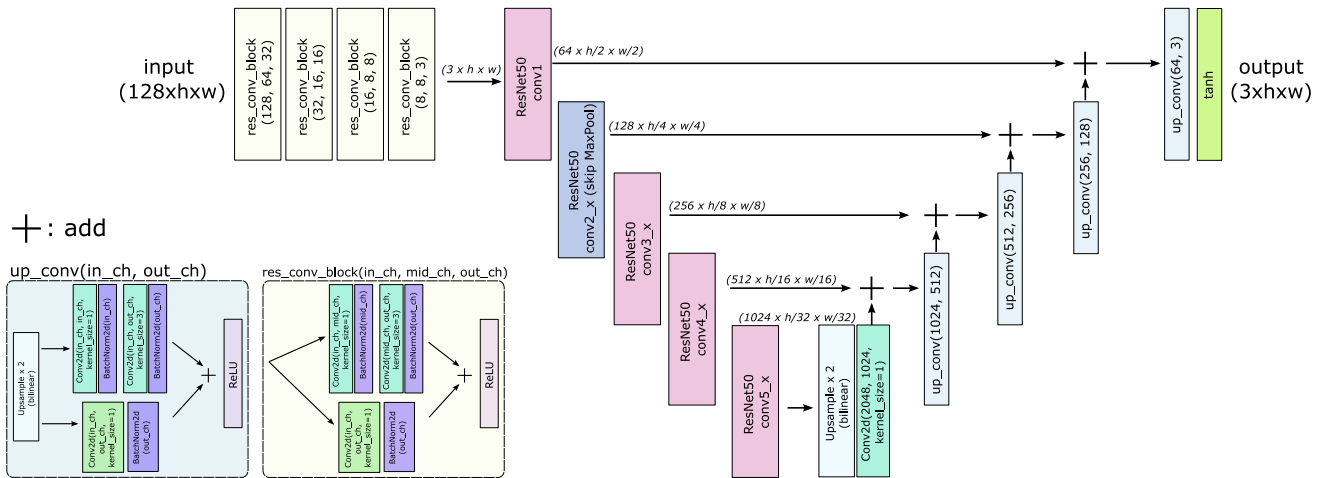 input
(128xhxw)
res_conv_block
(128, 64, 32)
res_conv_block
(32, 16, 16)
res_conv_block
(16, 8, 8)
res_conv_block
(8, 8, 3)
(3 x h x w)
ResNet50
conv1
(64 x h/2 x w/2)
up_conv(64, 3)
tanh
output
(3xhxw)
ResNet50
conv2_x (skip MaxPool)
(128 x h/4 x w/4)
up_conv(256, 128)
ResNet50
conv3_x
(256 x h/8 x w/8)
up_conv(512, 256)
ResNet50
conv4_x
(512 x h/16 x w/16)
up_conv(1024, 512)
(1024 x h/32 x w/32)
ResNet50
conv5_x
Upsample x 2
(bilinear)
Conv2d(2048, 1024,
kernel_size=1)
+ : add
up_conv(in_ch, out_ch)
Upsample x 2
(bilinear)
Conv2d(in_ch, in_ch,
kernel_size=1)
BatchNorm2d(in_ch)
Conv2d(in_ch, out_ch,
kernel_size=3)
BatchNorm2d(out_ch)
Conv2d(in_ch,
out_ch,
kernel_size=1)
BatchNorm2d
(out_ch)
+
ReLU
res_conv_block(in_ch, mid_ch, out_ch)
Conv2d(in_ch, mid_ch,
kernel_size=1)
BatchNorm2d(mid_ch)
Conv2d(mid_ch, out_ch,
kernel_size=3)
BatchNorm2d(out_ch)
Conv2d(in_ch,
out_ch,
kernel_size=1)
BatchNorm2d
(out_ch)
+
ReLU